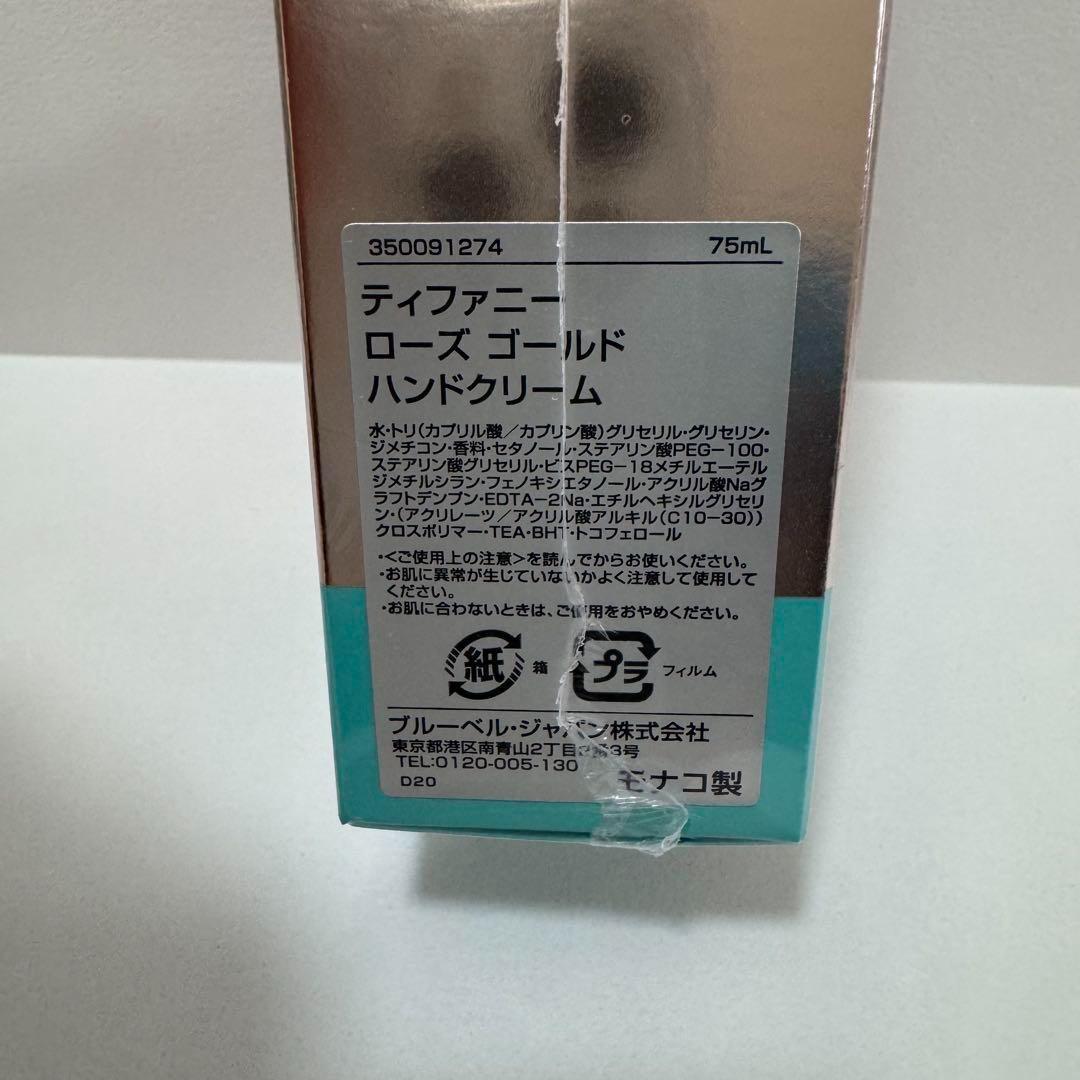 350091274 75mL
ティファニー
ローズ ゴールド
ハンドクリーム
水・トリ(カプリル酸/カプリン酸)グリセリル・グリセリン・
ジメチコン・香料・セタノール・ステアリン酸PEG-100・
ステアリン酸グリセリル・ビスPEG-18メチルエーテル
ジメチルシラン・フェノキシエタノール・アクリル酸Naグ
ラフトデンプン・EDTA-2Na・エチルヘキシルグリセリ
ン・(アクリレーツ/アクリル酸アルキル(C10-30))
クロスポリマー・TEA・BHT・トコフェロール
・<ご使用上の注意>を読んでからお使いください。
・お肌に異常が生じていないかよく注意して使用して
ください。
・お肌に合わないときは、ご使用をおやめください。
紙 箱 プラ フィルム
ブルーベル・ジャパン株式会社
東京都港区南青山2丁目2番3号
TEL:0120-005-130
D20 モナコ製